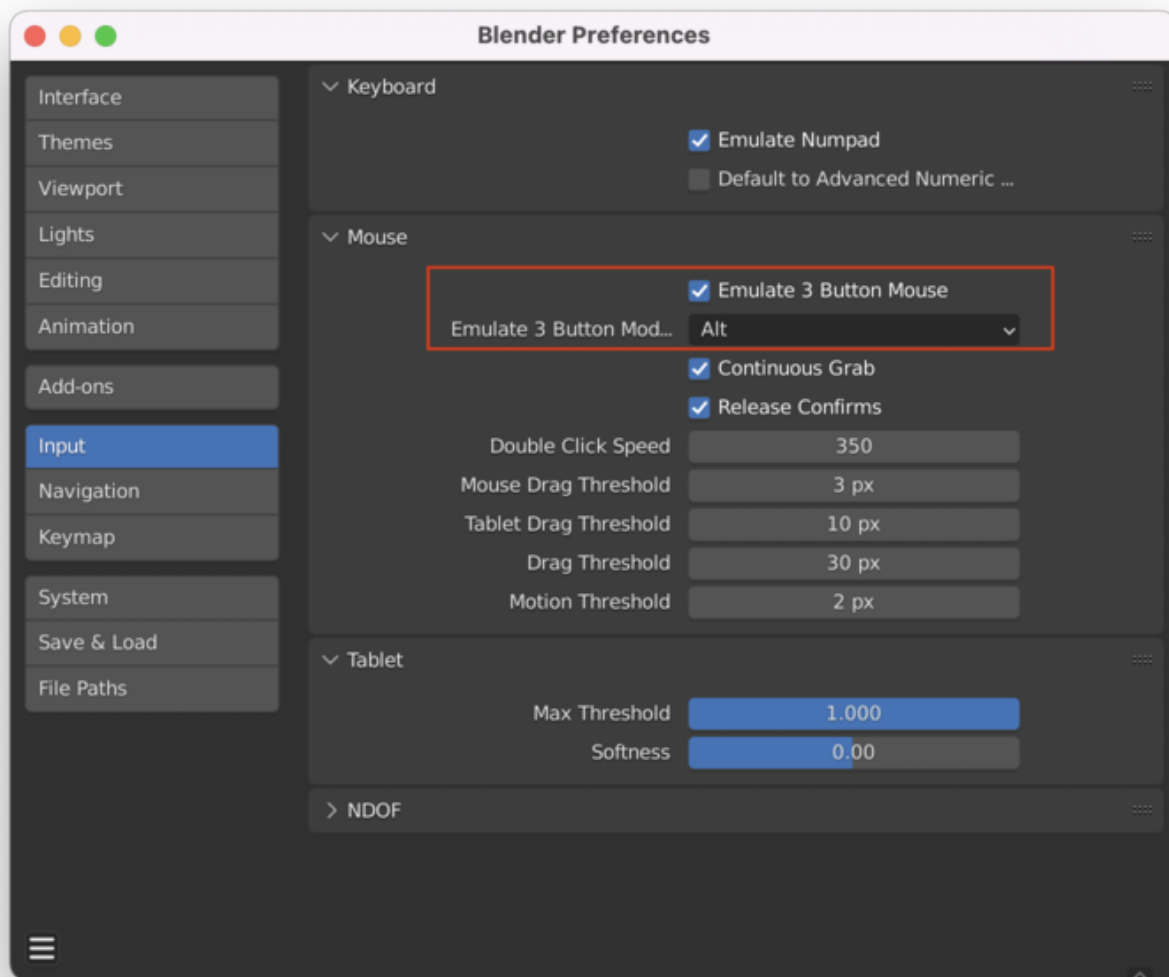 Blender Preferences
Interface
Themes
Viewport
Lights
Editing
Animation
Add-ons
Input
Navigation
Keymap
System
Save & Load
File Paths
Keyboard
Emulate Numpad
Default to Advanced Numeric ...
Mouse
Emulate 3 Button Mouse
Emulate 3 Button Mod... Alt
Continuous Grab
Release Confirms
Double Click Speed 350
Mouse Drag Threshold 3 px
Tablet Drag Threshold 10 px
Drag Threshold 30 px
Motion Threshold 2 px
Tablet
Max Threshold 1.000
Softness 0.00
NDOF